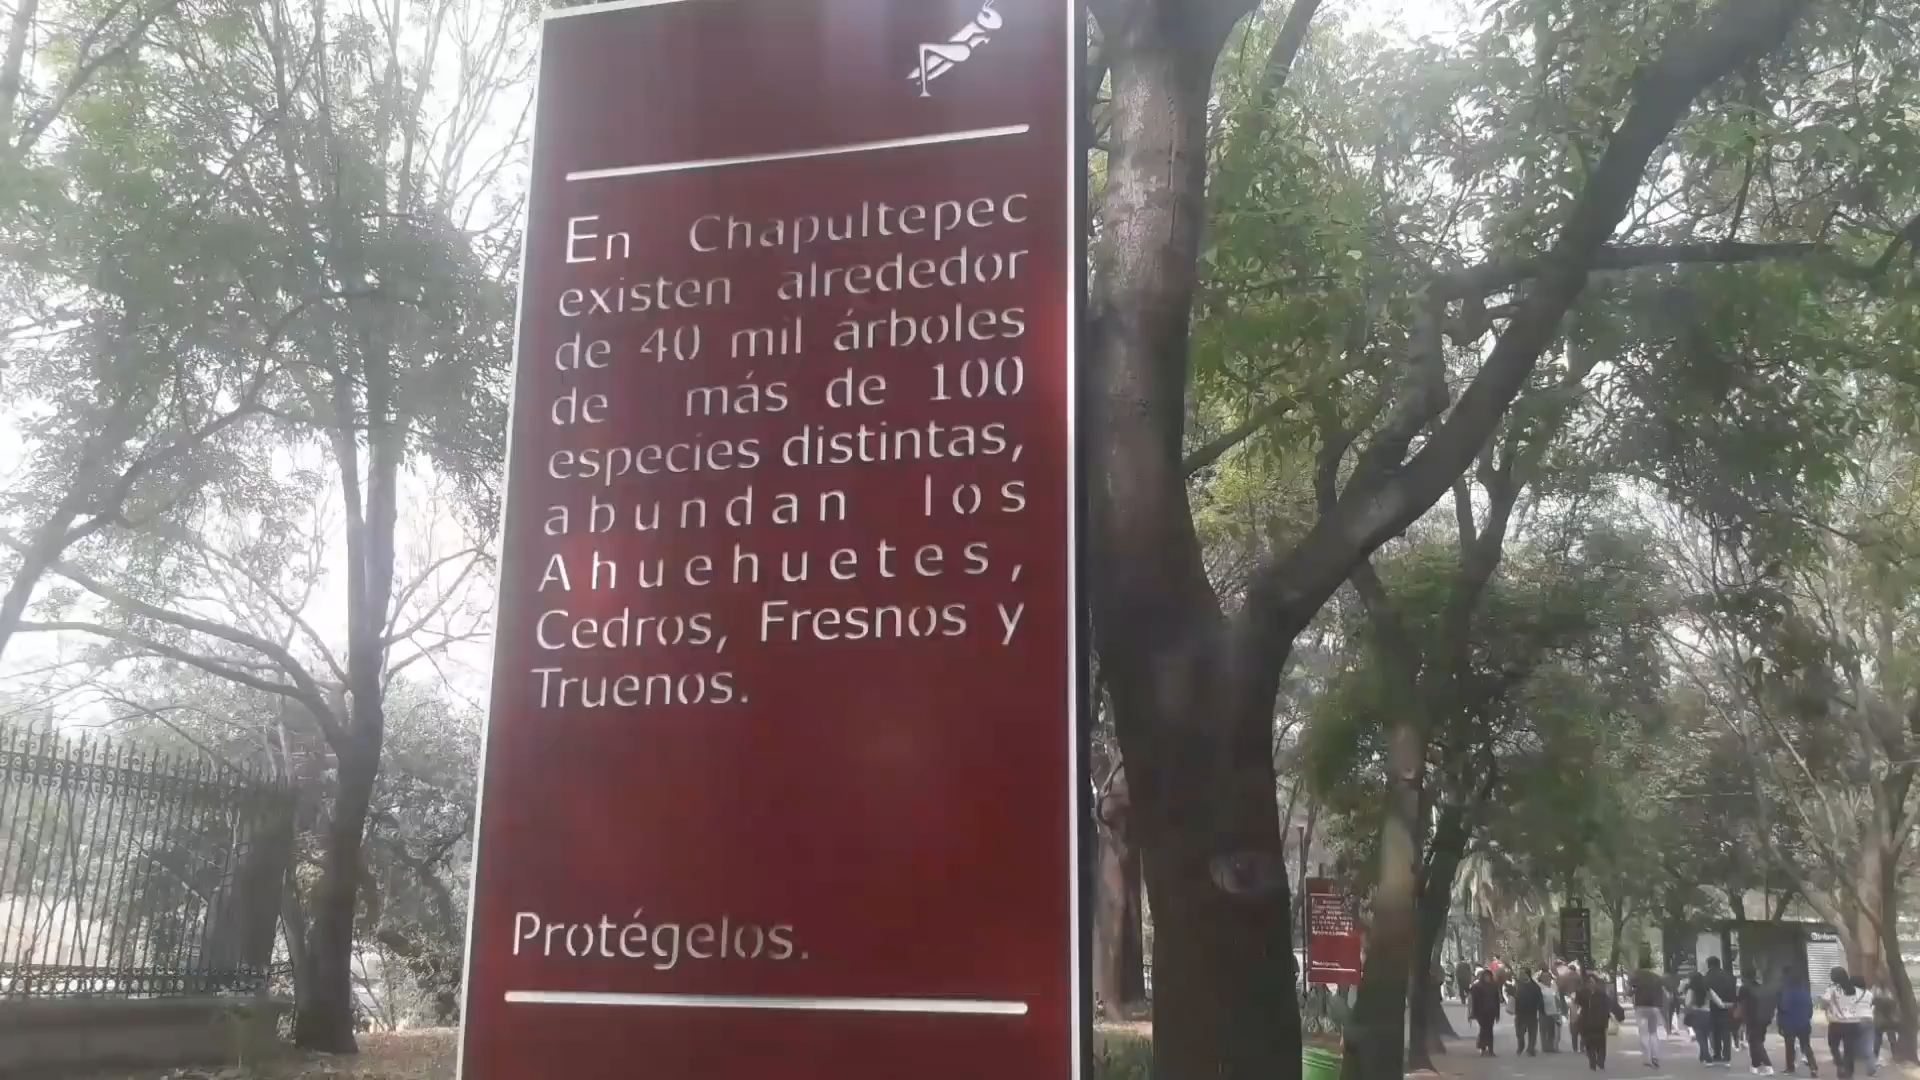 En Chapultepec
existen alrededor
de 40 mil árboles
de más de 100
especies distintas,
abundan los
Ahuehuetes,
Cedros, Fresnos y
Truenos.
Protégelos.